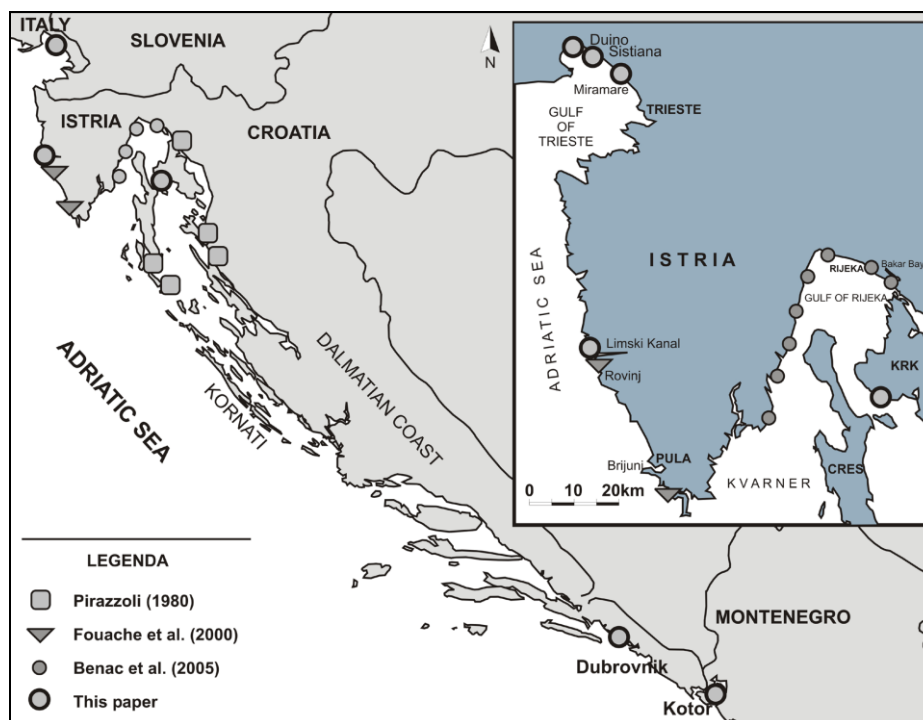 ITALY
SLOVENIA
N
ISTRIA
CROATIA
ADRIATIC SEA
KORNATI
DALMATIAN COAST
MONTENEGRO
Dubrovnik
Kotor
LEGENDA
Pirazzoli (1980)
Fouache et al. (2000)
Benac et al. (2005)
This paper
Duino
Sistiana
Miramare
TRIESTE
GULF
OF
TRIESTE
ADRIATIC SEA
ISTRIA
RIJEKA
Bakar Bay
GULF OF RIJEKA
Limski Kanal
Rovinj
KRK
Brijuni
PULA
CRES
KVARNER
0 10 20km